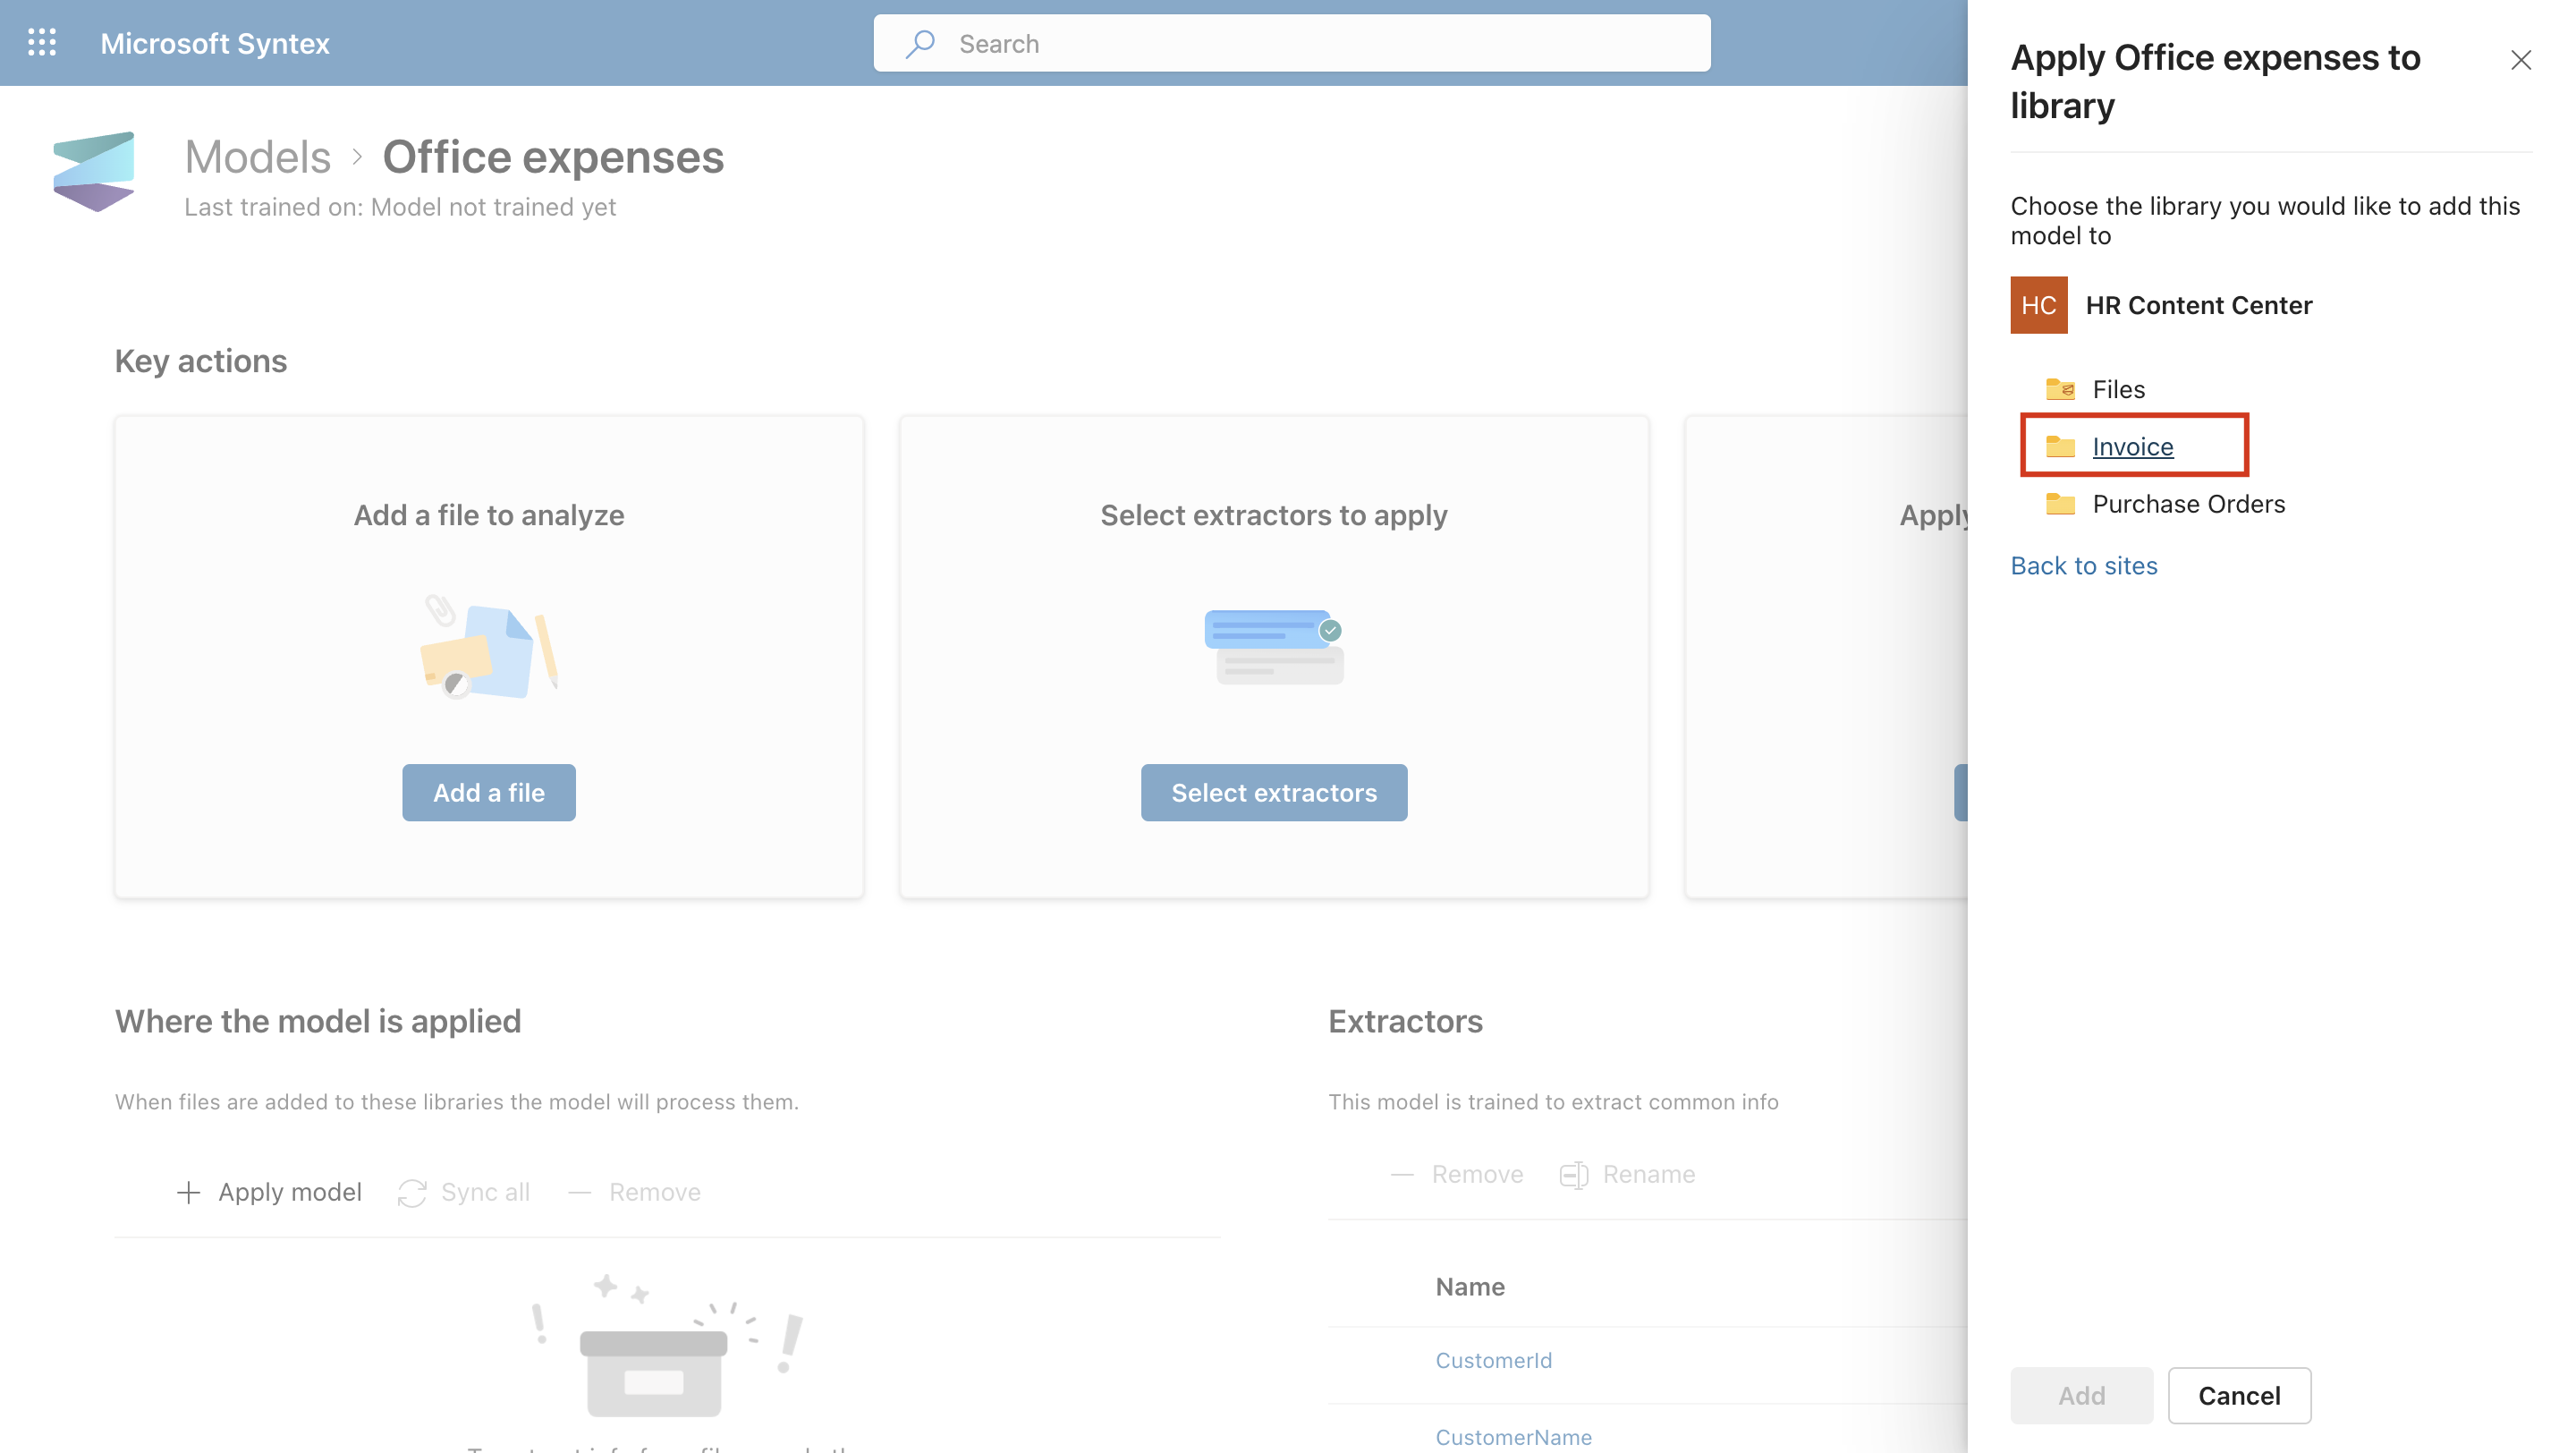 Microsoft Syntex
Search
Models > Office expenses
Last trained on: Model not trained yet
Key actions
Add a file to analyze
Add a file
Select extractors to apply
Select extractors
Apply
Where the model is applied
When files are added to these libraries the model will process them.
Apply model Sync all Remove
Extractors
This model is trained to extract common info
Remove Rename
Name
CustomerId
CustomerName
Apply Office expenses to
library
Choose the library you would like to add this
model to
HC HR Content Center
Files
Invoice
Purchase Orders
Back to sites
Add Cancel